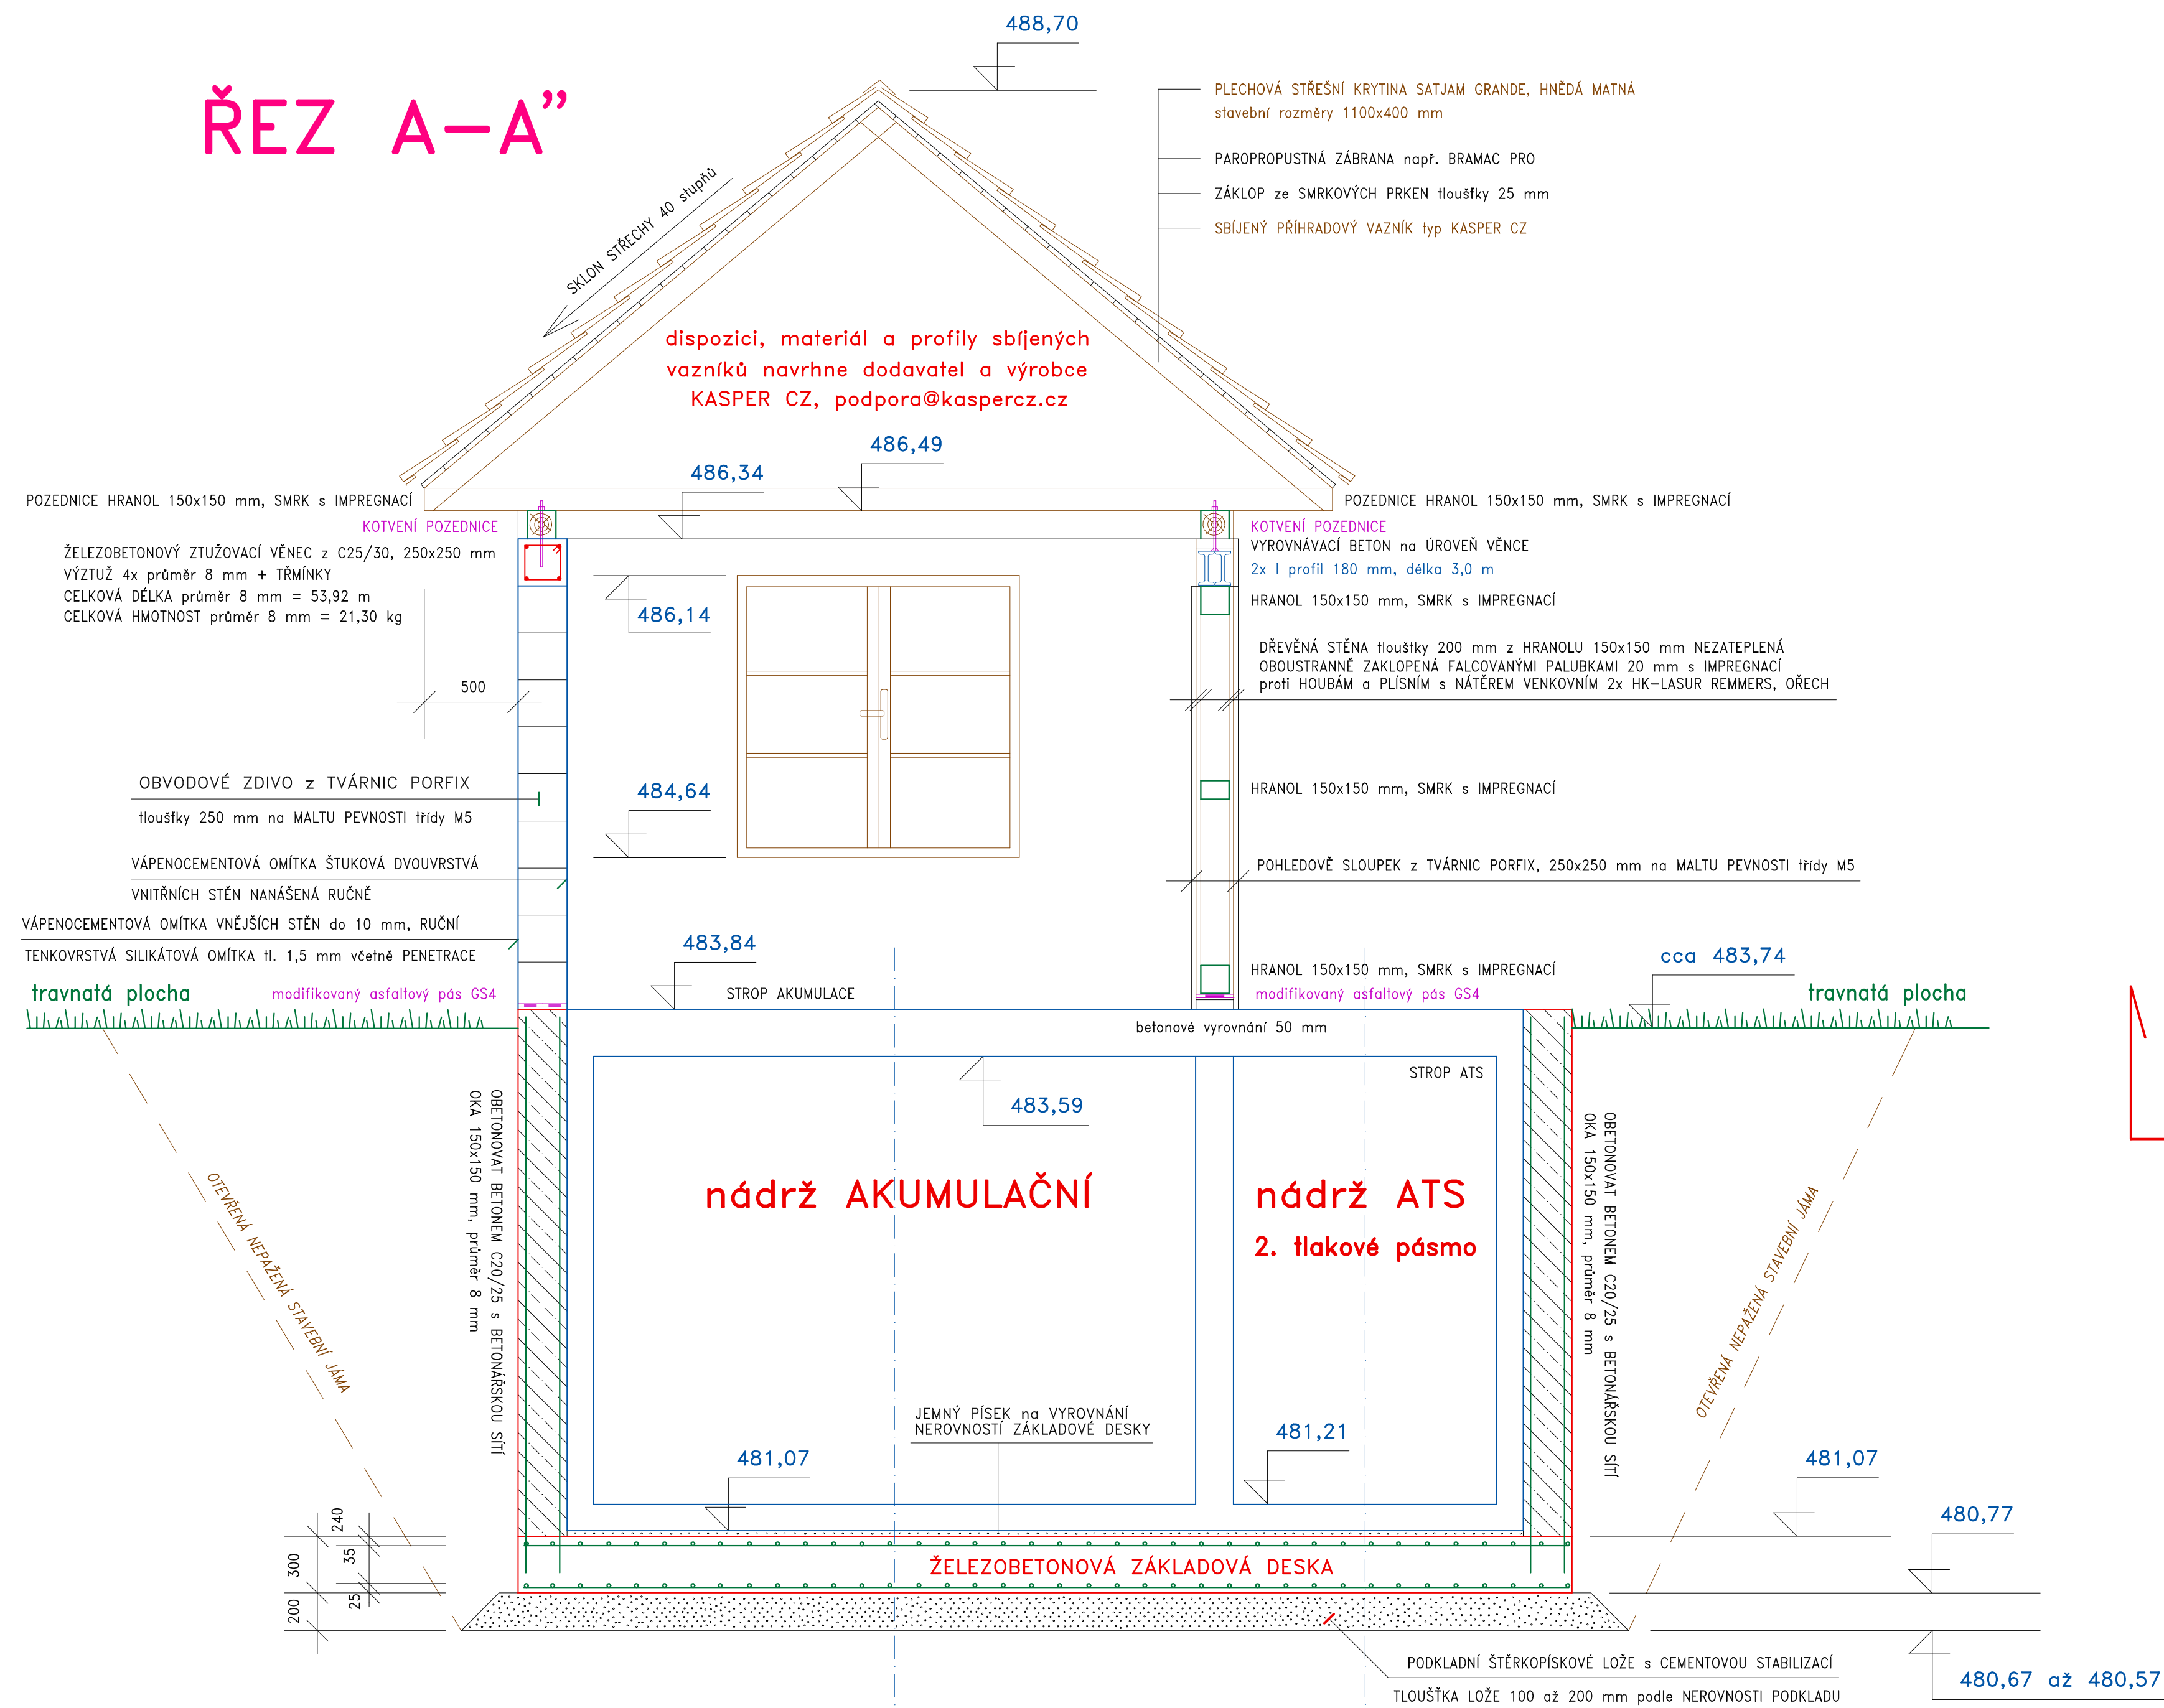 488,70
ŘEZ A–A”
PLECHOVÁ STŘEŠNÍ KRYTINA SATJAM GRANDE, HNĚDÁ MATNÁ
stavební rozměry 1100x400 mm
PAROPROPUSTNÁ ZÁBRANA např. BRAMAC PRO
ZÁKLOP ze SMRKOVÝCH PRKEN tloušťky 25 mm
SBÍJENÝ PŘÍHRADOVÝ VAZNÍK typ KASPER CZ
SKLON STŘECHY 40 stupňů
dispozici, materiál a profily sbíjených
vazníků navrhne dodavatel a výrobce
KASPER CZ, podpora@kaspercz.cz
486,49
486,34
POZEDNICE HRANOL 150x150 mm, SMRK s IMPREGNACÍ
KOTVENÍ POZEDNICE
ŽELEZOBETONOVÝ ZTUŽOVACÍ VĚNEC z C25/30, 250x250 mm
VÝZTUŽ 4x průměr 8 mm + TŘMÍNKY
CELKOVÁ DÉLKA průměr 8 mm = 53,92 m
CELKOVÁ HMOTNOST průměr 8 mm = 21,30 kg
POZEDNICE HRANOL 150x150 mm, SMRK s IMPREGNACÍ
KOTVENÍ POZEDNICE
VYROVNÁVACÍ BETON na ÚROVEŇ VĚNCE
2x I profil 180 mm, délka 3,0 m
HRANOL 150x150 mm, SMRK s IMPREGNACÍ
486,14
DŘEVĚNÁ STĚNA tloušťky 200 mm z HRANOLU 150x150 mm NEZATEPLENÁ
OBOUSTRANNĚ ZAKLOPENÁ FALCOVANÝMI PALUBKAMI 20 mm s IMPREGNACÍ
proti HOUBÁM a PLÍSNÍM s NÁTĚREM VENKOVNÍM 2x HK–LASUR REMMERS, OŘECH
500
OBVODOVÉ ZDIVO z TVÁRNIC PORFIX
tloušťky 250 mm na MALTU PEVNOSTI třídy M5
484,64
HRANOL 150x150 mm, SMRK s IMPREGNACÍ
VÁPENOCEMENTOVÁ OMÍTKA ŠTUKOVÁ DVOUVRSTVÁ
VNITŘNÍCH STĚN NANÁŠENÁ RUČNĚ
POHLEDOVĚ SLOUPEK z TVÁRNIC PORFIX, 250x250 mm na MALTU PEVNOSTI třídy M5
VÁPENOCEMENTOVÁ OMÍTKA VNĚJŠÍCH STĚN do 10 mm, RUČNÍ
TENKOVRSTVÁ SILIKÁTOVÁ OMÍTKA tl. 1,5 mm včetně PENETRACE
483,84
cca 483,74
HRANOL 150x150 mm, SMRK s IMPREGNACÍ
travnatá plocha
modifikovaný asfaltový pás GS4
STROP AKUMULACE
modifikovaný asfaltový pás GS4
travnatá plocha
betonové vyrovnání 50 mm
STROP ATS
483,59
OBETONOVAT BETONEM C20/25 s BETONÁŘSKOU SÍTÍ
OKA 150x150 mm, průměr 8 mm
OBETONOVAT BETONEM C20/25 s BETONÁŘSKOU SÍTÍ
OKA 150x150 mm, průměr 8 mm
OTEVŘENÁ NEPAŽENÁ STAVEBNÍ JÁMA
OTEVŘENÁ NEPAŽENÁ STAVEBNÍ JÁMA
nádrž AKUMULAČNÍ
nádrž ATS
2. tlakové pásmo
JEMNÝ PÍSEK na VYROVNÁNÍ
NEROVNOSTÍ ZÁKLADOVÉ DESKY
481,07
481,21
481,07
480,77
240
300
35
25
200
ŽELEZOBETONOVÁ ZÁKLADOVÁ DESKA
PODKLADNÍ ŠTĚRKOPÍSKOVÉ LOŽE s CEMENTOVOU STABILIZACÍ
TLOUŠŤKA LOŽE 100 až 200 mm podle NEROVNOSTI PODKLADU
480,67 až 480,57